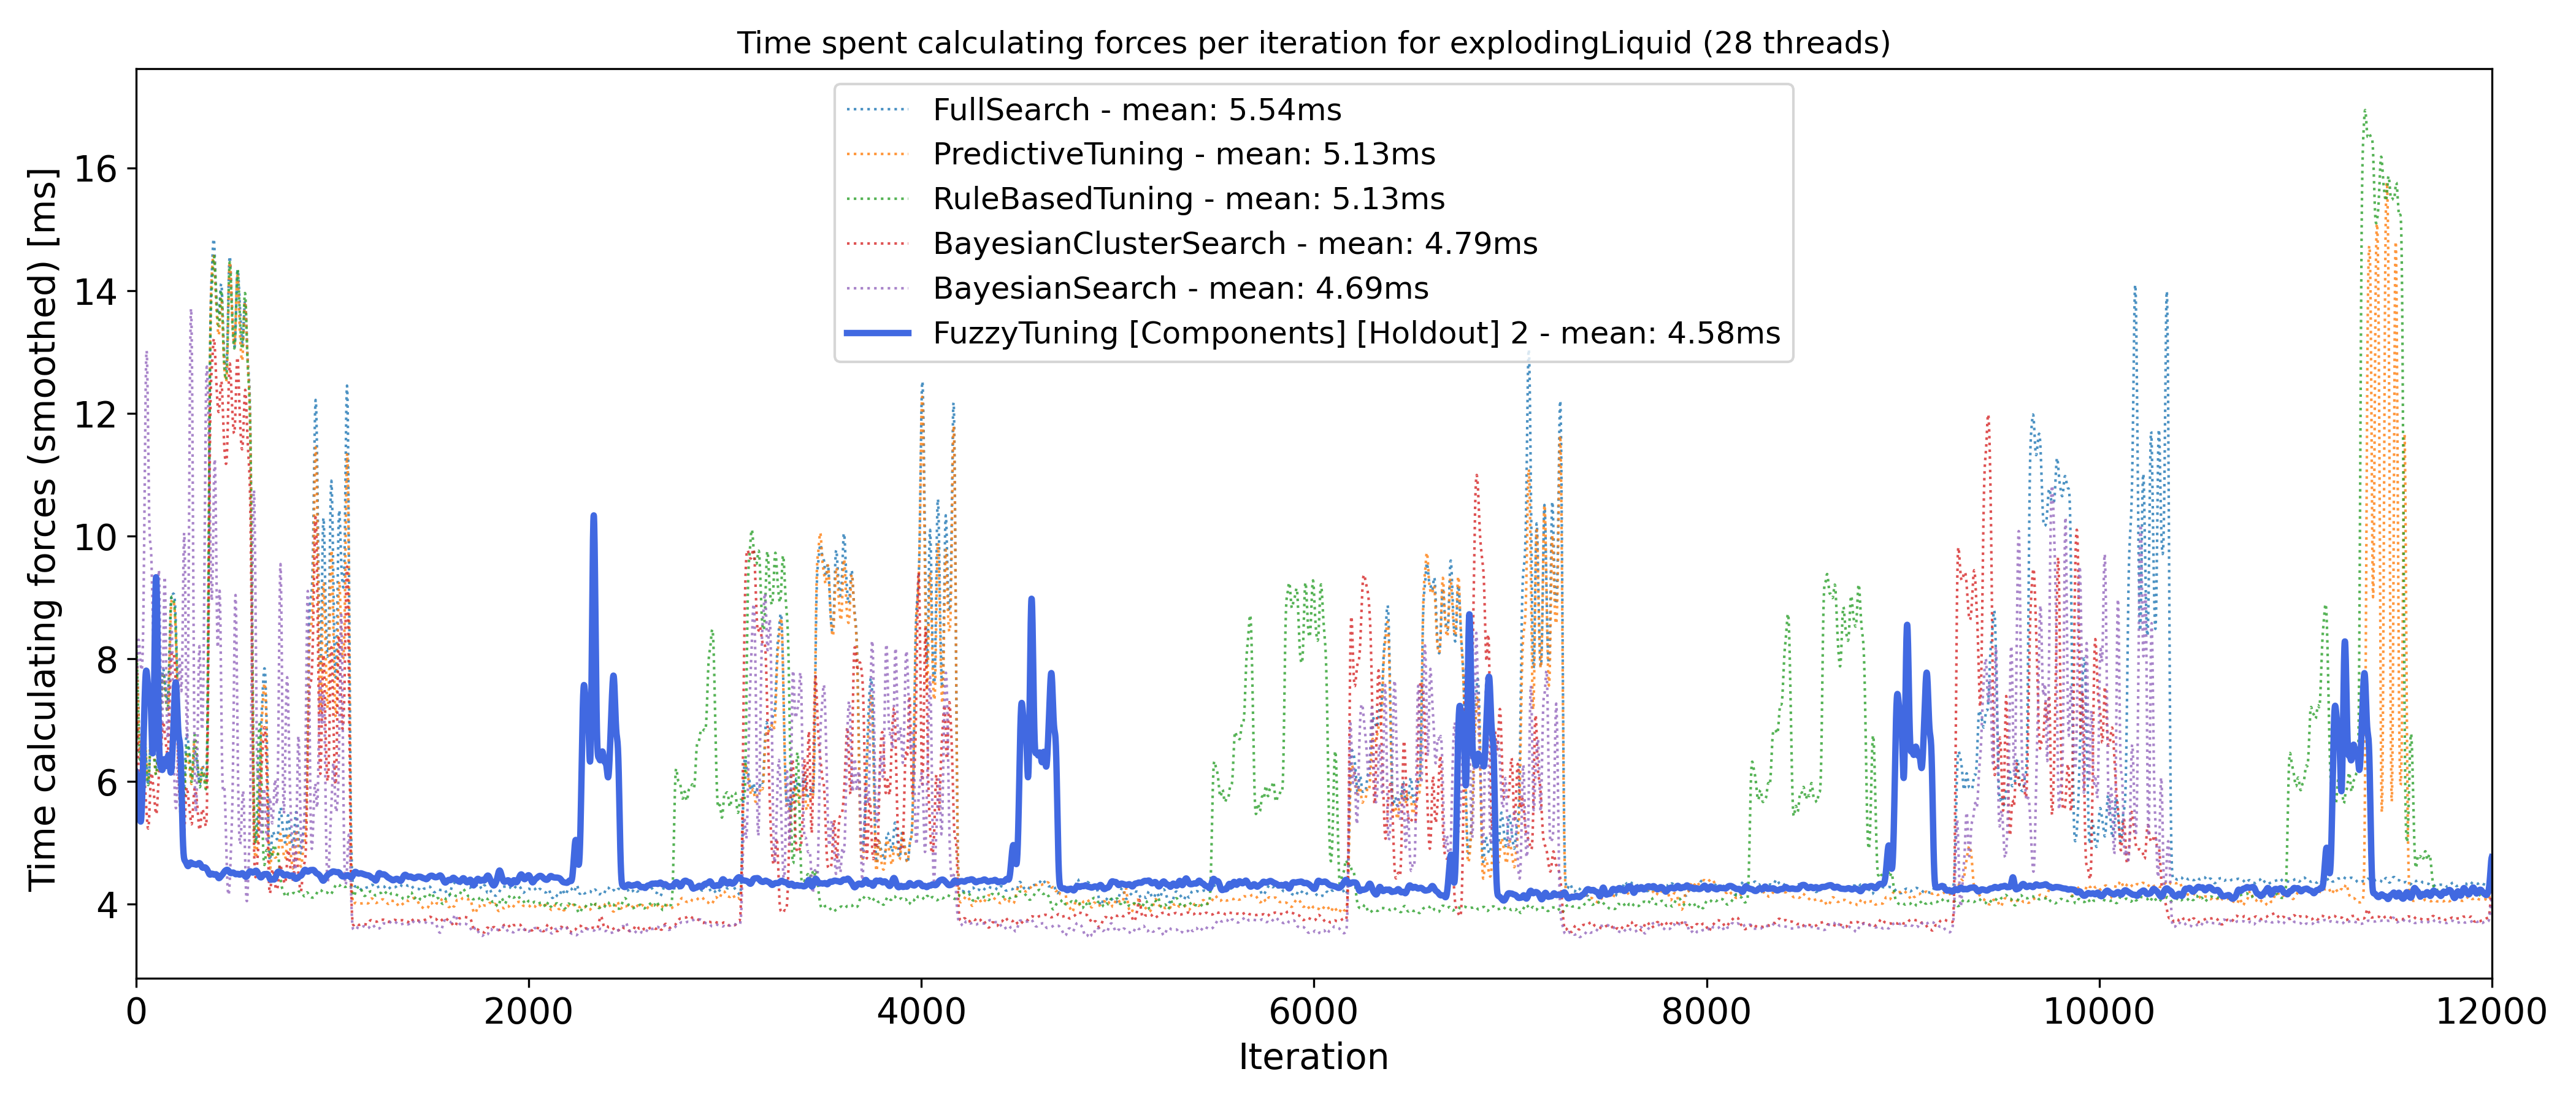 Time spent calculating forces per iteration for explodingLiquid (28 threads)
FullSearch - mean: 5.54ms
PredictiveTuning - mean: 5.13ms
RuleBasedTuning - mean: 5.13ms
BayesianClusterSearch - mean: 4.79ms
BayesianSearch - mean: 4.69ms
FuzzyTuning [Components] [Holdout] 2 - mean: 4.58ms
Time calculating forces (smoothed) [ms]
16
14
12
10
8
6
4
0 2000 4000 6000 8000 10000 12000
Iteration